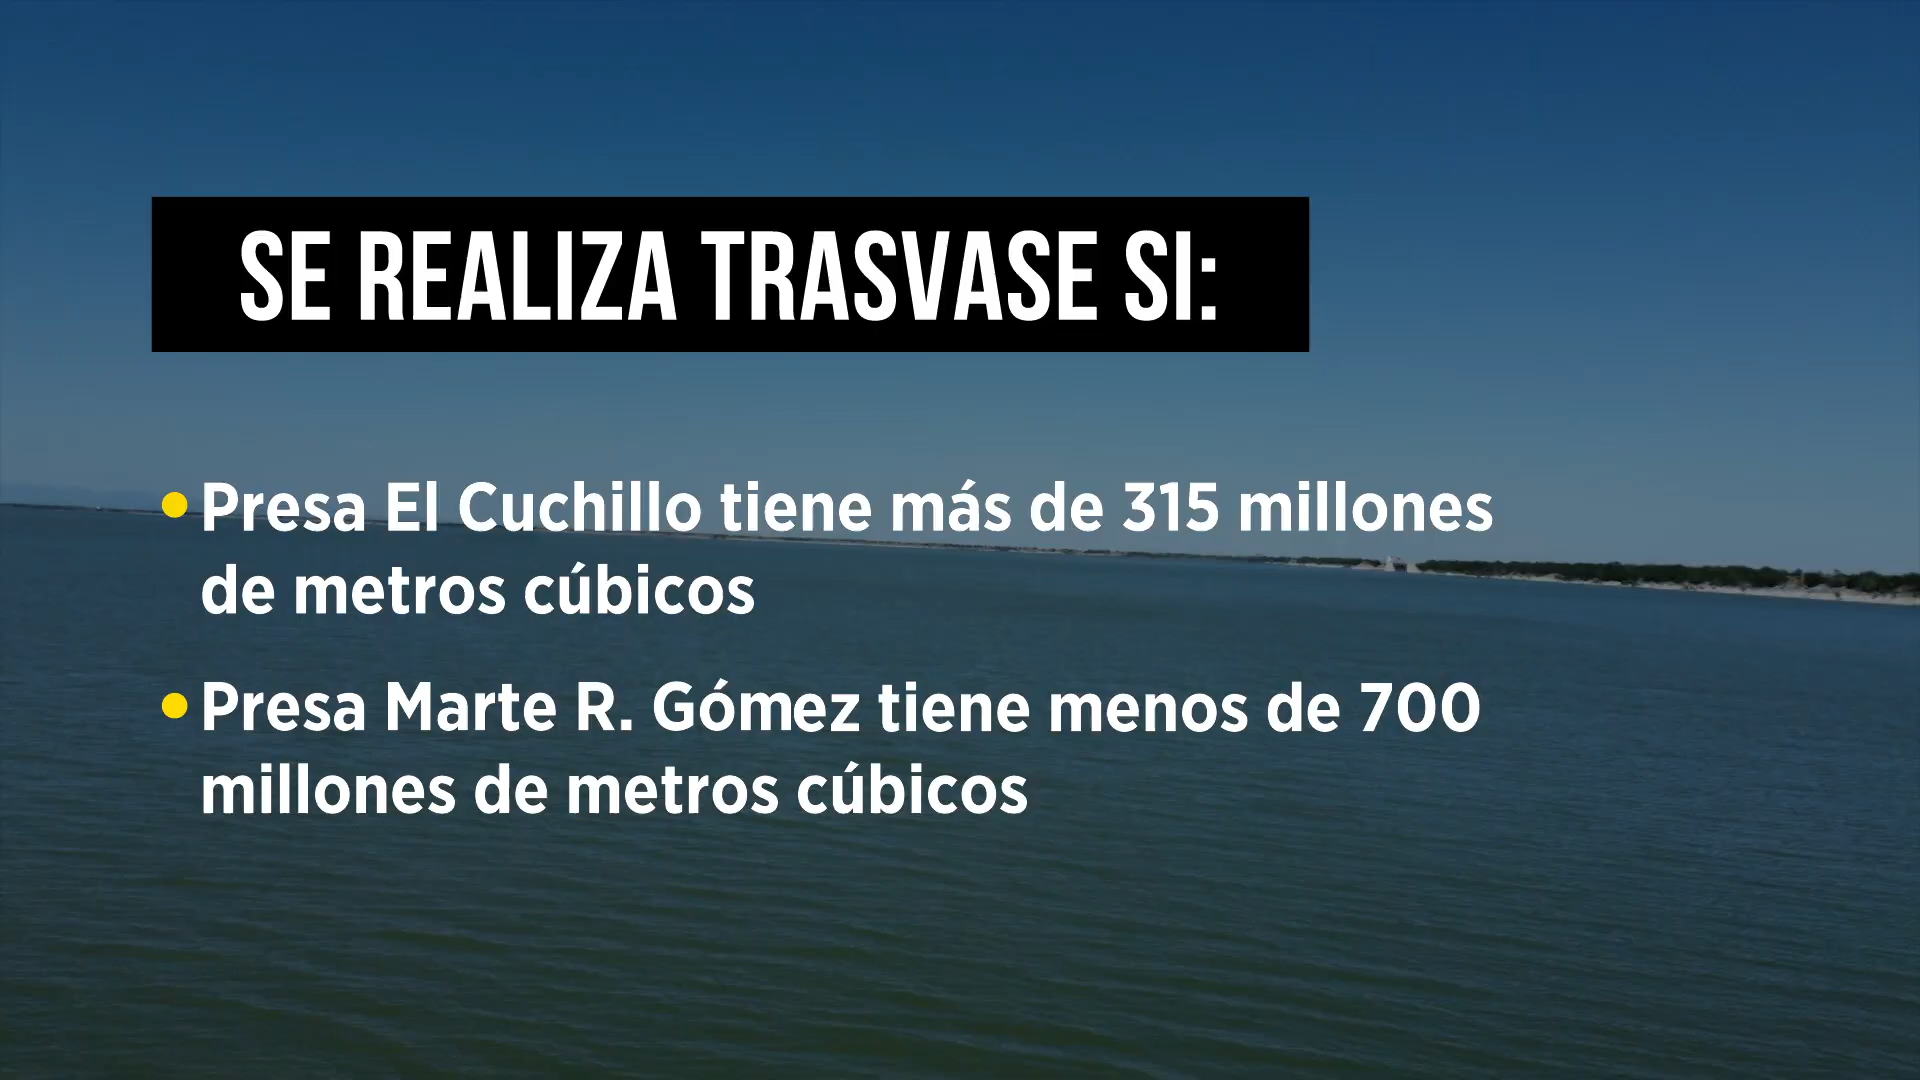 SE REALIZA TRASVASE SI:
• Presa El Cuchillo tiene más de 315 millones
de metros cúbicos
• Presa Marte R. Gómez tiene menos de 700
millones de metros cúbicos